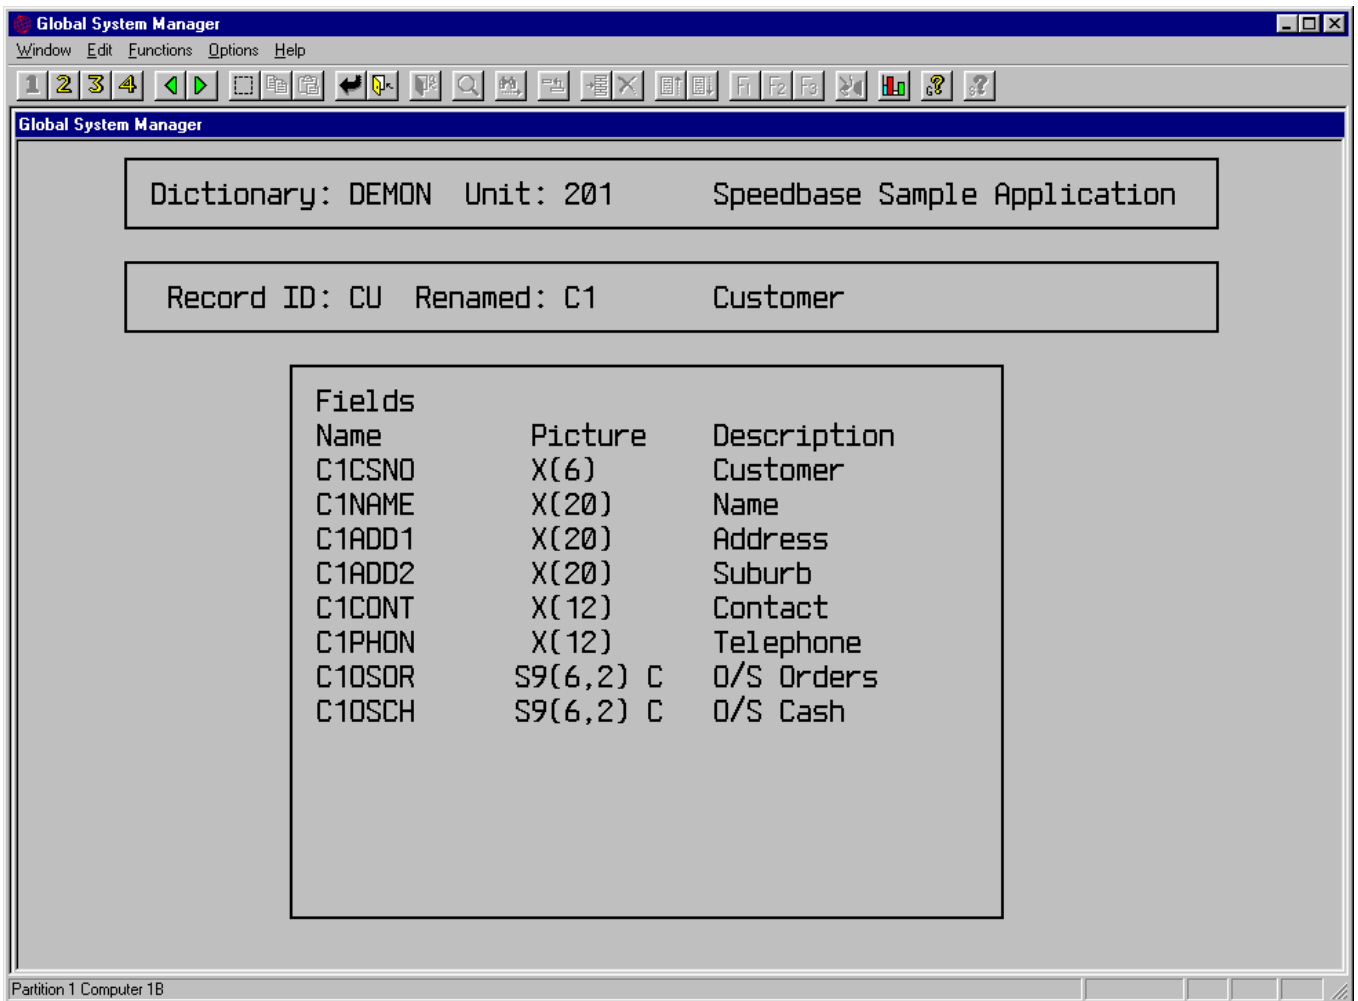 Global System Manager
Window Edit Functions Options Help
1 2 3 4 F1 F2 F3 G? S?
Global System Manager
Dictionary: DEMON Unit: 201 Speedbase Sample Application
Record ID: CU Renamed: C1 Customer
Fields
Name Picture Description
C1CSNO X(6) Customer
C1NAME X(20) Name
C1ADD1 X(20) Address
C1ADD2 X(20) Suburb
C1CONT X(12) Contact
C1PHON X(12) Telephone
C1OSOR S9(6,2) C O/S Orders
C1OSCH S9(6,2) C O/S Cash
Partition 1 Computer 1B